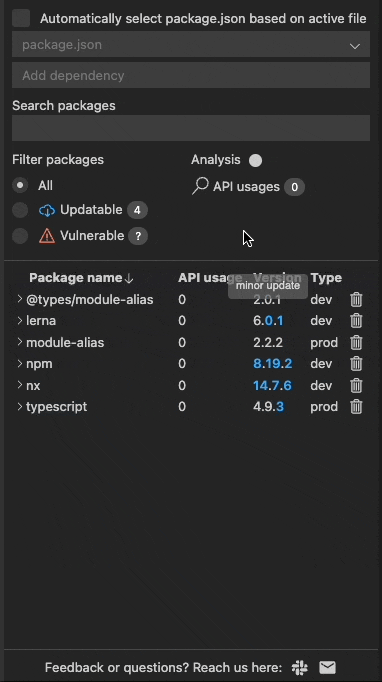 Automatically select package.json based on active file
package.json
Add dependency
Search packages
Filter packages Analysis
All API usages 0
Updatable 4
Vulnerable ?
Package name↓ API usage Version Type
minor update
@types/module-alias 0 2.0.1 dev
lerna 0 6.0.1 dev
module-alias 0 2.2.2 prod
npm 0 8.19.2 dev
nx 0 14.7.6 dev
typescript 0 4.9.3 prod
Feedback or questions? Reach us here: